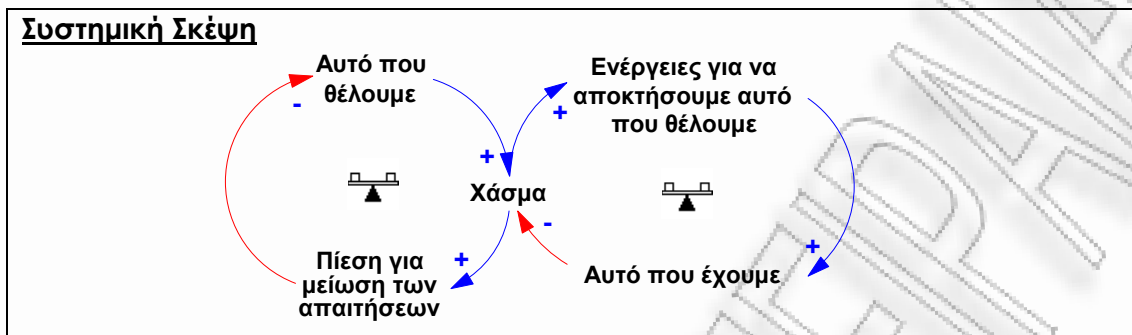 Συστημική Σκέψη
Αυτό που
θέλουμε
-
+
Χάσμα
+
Πίεση για
μείωση των
απαιτήσεων
Ενέργειες για να
αποκτήσουμε αυτό
που θέλουμε
+
+
-
Αυτό που έχουμε